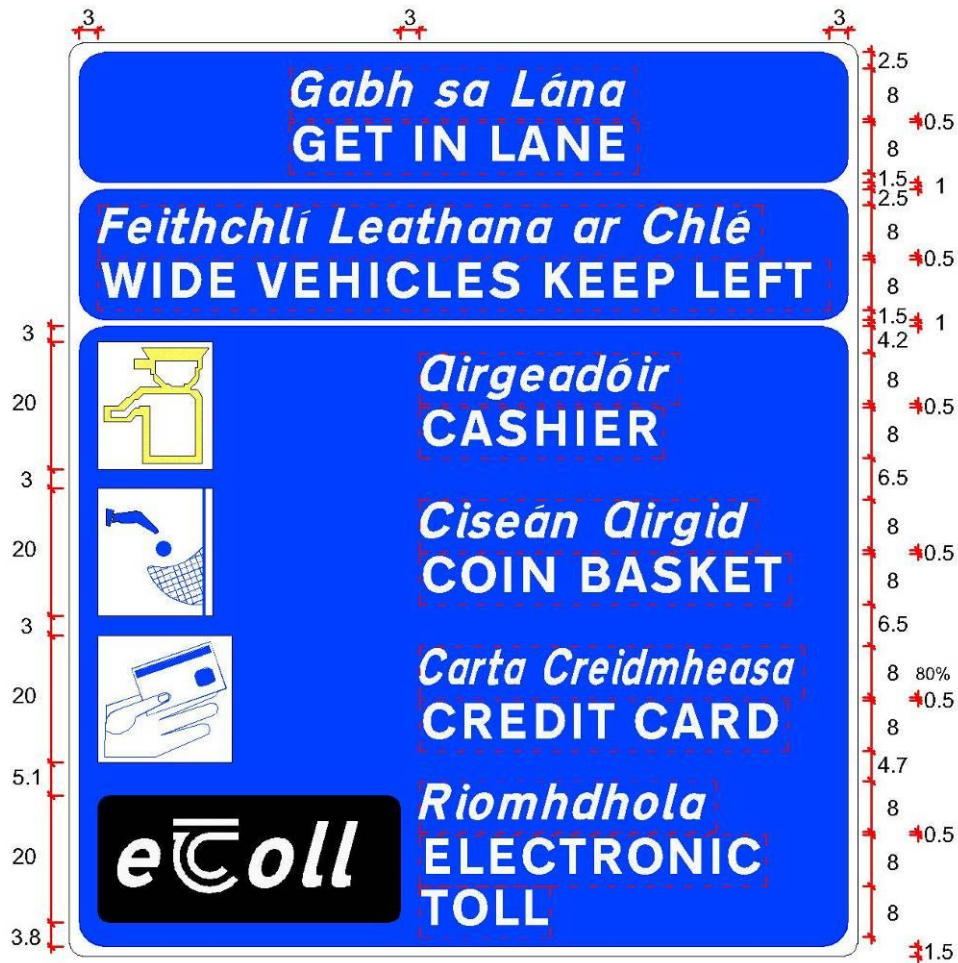 3 3 3
2.5
Gabh sa Lána 8
0.5
GET IN LANE 8
1.5 1
2.5
Feithchlí Leathana ar Chlé 8
0.5
WIDE VEHICLES KEEP LEFT 8
1.5 1
3 4.2
Airgeadóir 8
20 0.5
CASHIER 8
3 6.5
Ciseán Airgid 8
20 0.5
COIN BASKET 8
3 6.5
Carta Creidmheasa 8 80%
20 0.5
CREDIT CARD 8
5.1 4.7
Riomhdhola 8
0.5
20 eToll ELECTRONIC 8
TOLL 8
3.8 1.5